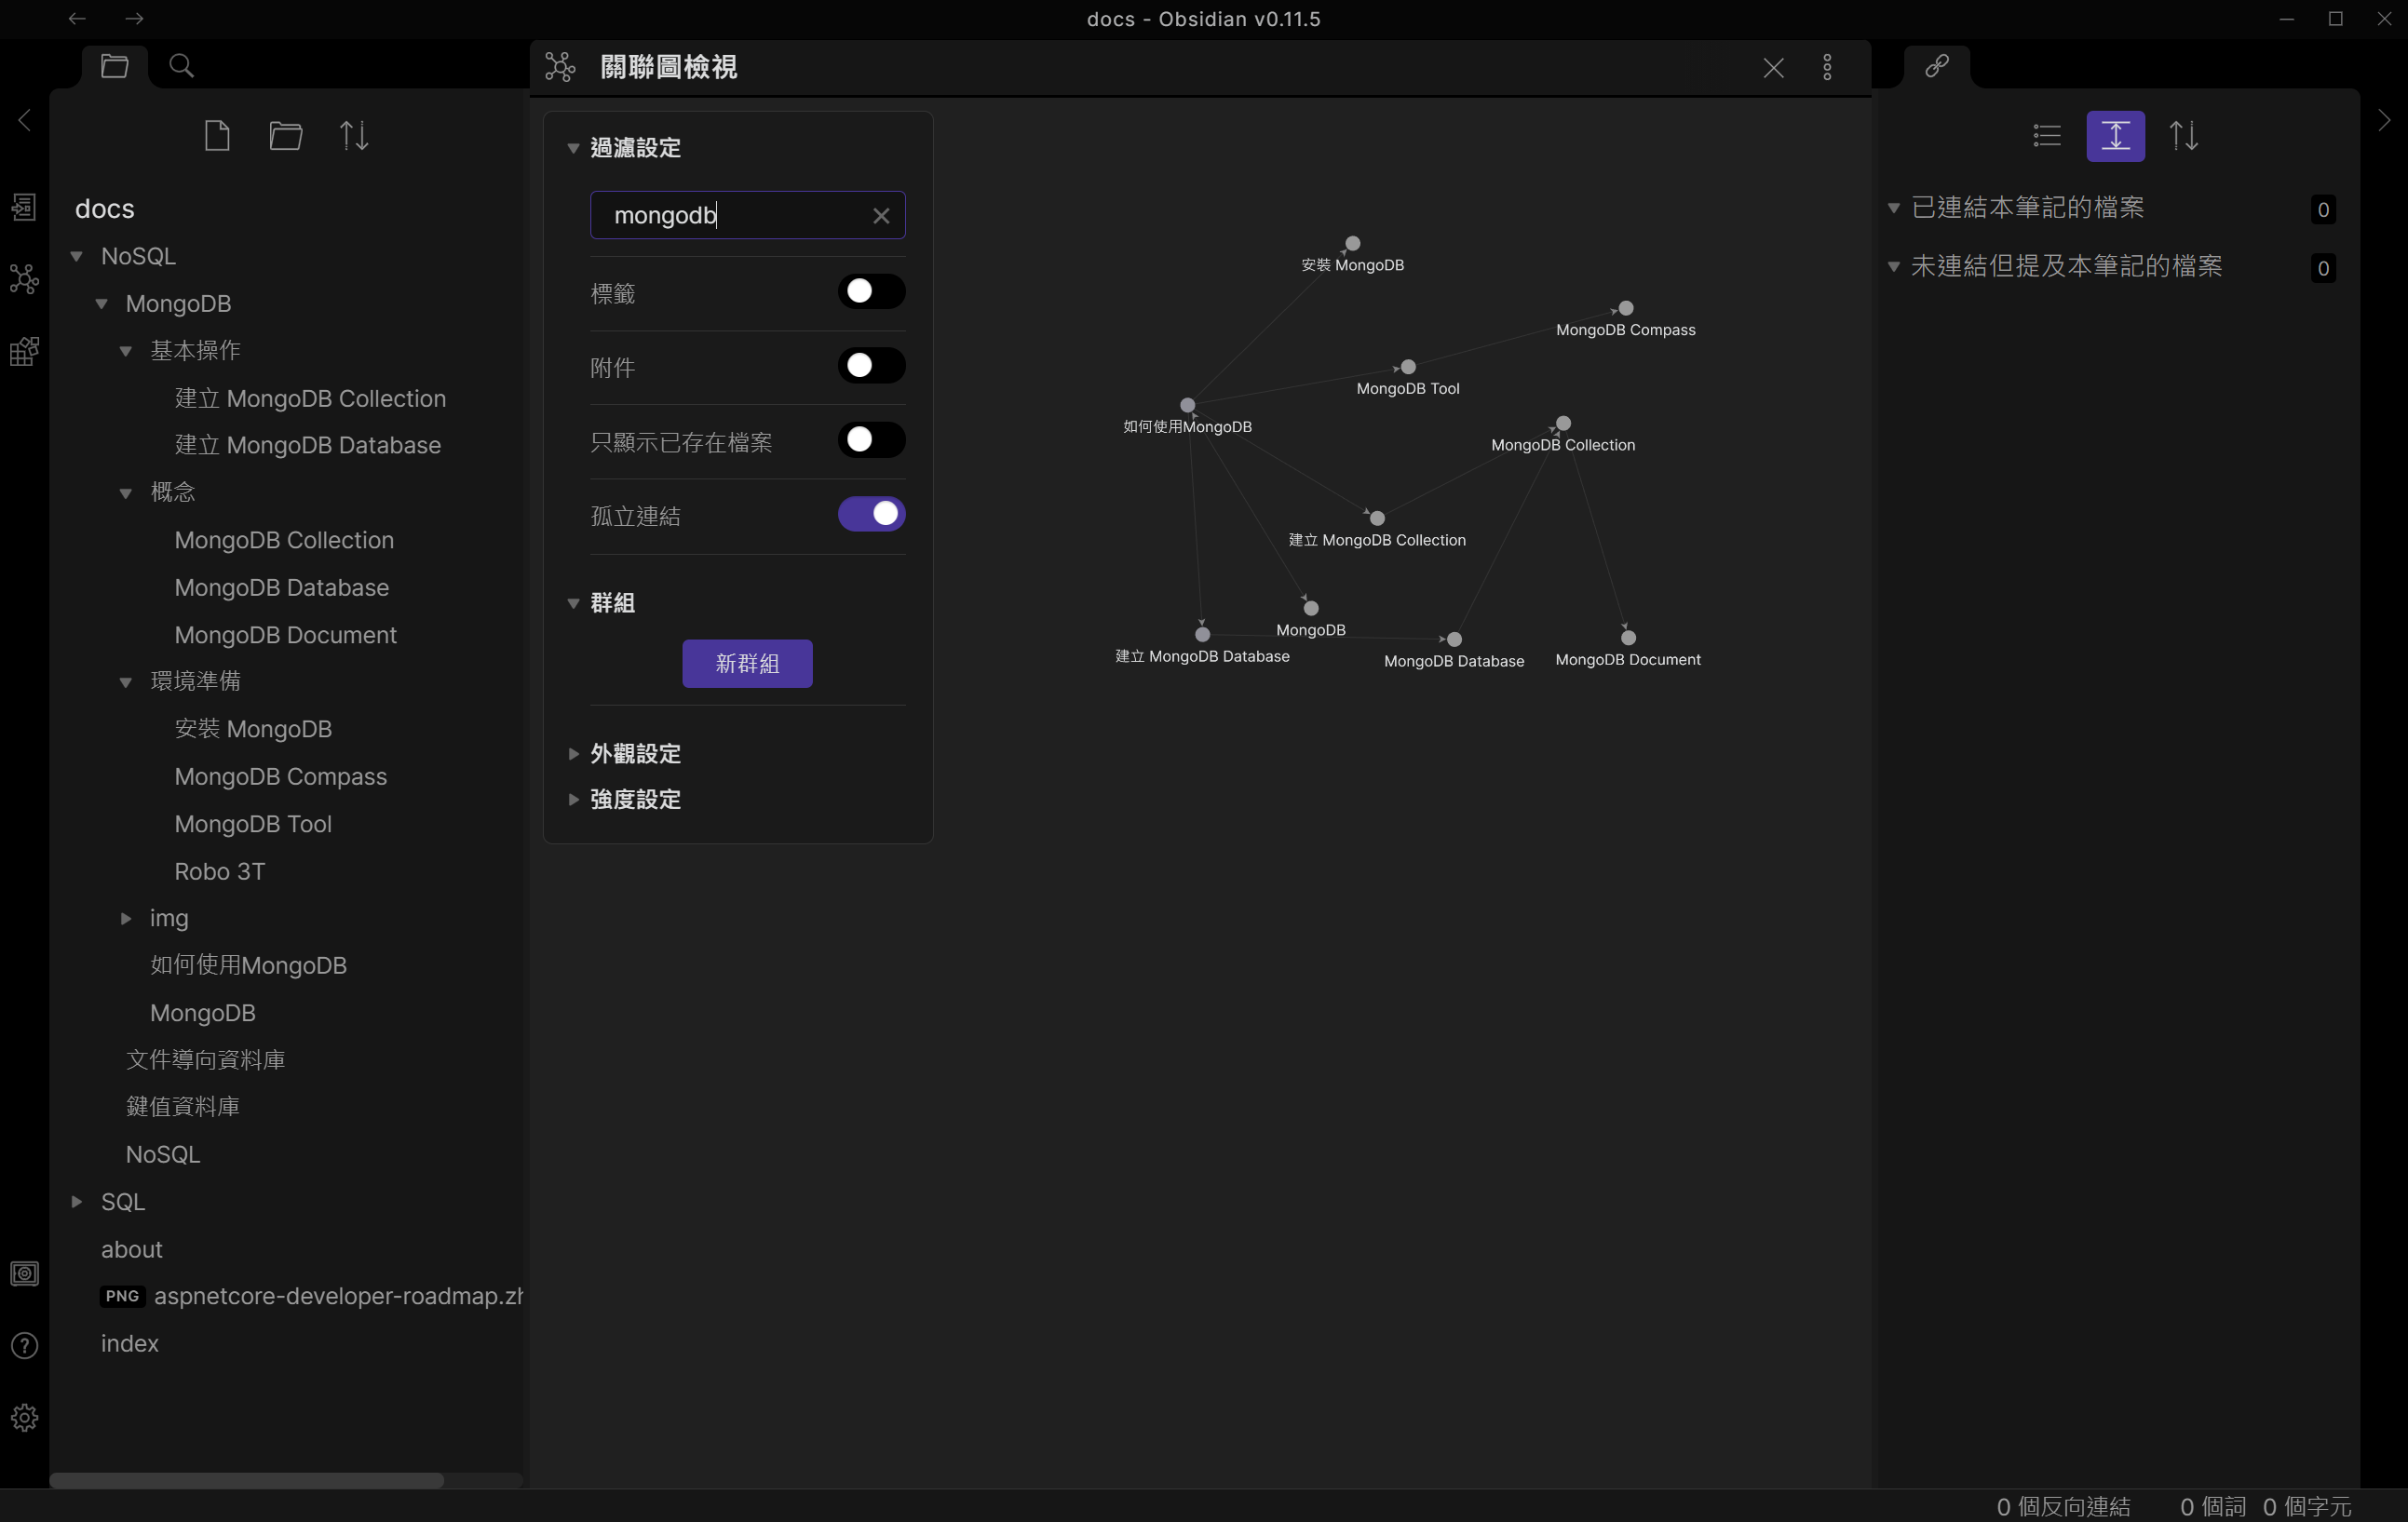 docs - Obsidian v0.11.5
docs
NoSQL
MongoDB
基本操作
建立 MongoDB Collection
建立 MongoDB Database
概念
MongoDB Collection
MongoDB Database
MongoDB Document
環境準備
安裝 MongoDB
MongoDB Compass
MongoDB Tool
Robo 3T
img
如何使用MongoDB
MongoDB
文件導向資料庫
鍵值資料庫
NoSQL
SQL
about
PNG aspnetcore-developer-roadmap.zh
index
關聯圖檢視
過濾設定
mongodb
標籤
附件
只顯示已存在檔案
孤立連結
群組
新群組
外觀設定
強度設定
安裝 MongoDB
MongoDB Compass
MongoDB Tool
如何使用MongoDB
MongoDB Collection
建立 MongoDB Collection
MongoDB
建立 MongoDB Database
MongoDB Database
MongoDB Document
已連結本筆記的檔案 0
未連結但提及本筆記的檔案 0
0 個反向連結 0 個詞 0 個字元